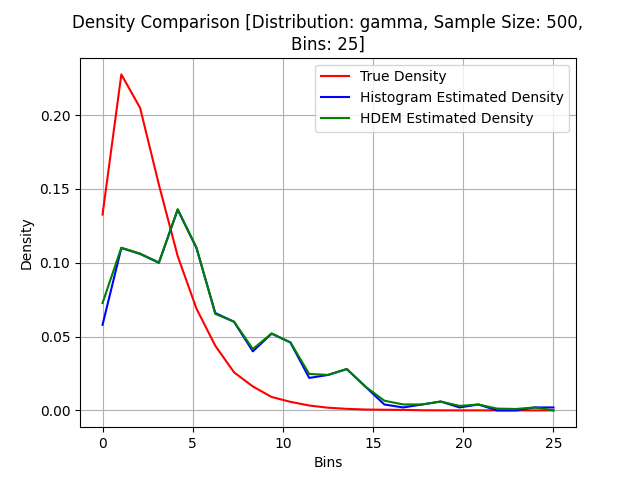 Density Comparison [Distribution: gamma, Sample Size: 500,
Bins: 25]
True Density
Histogram Estimated Density
HDEM Estimated Density
Density
0.20
0.15
0.10
0.05
0.00
0 5 10 15 20 25
Bins